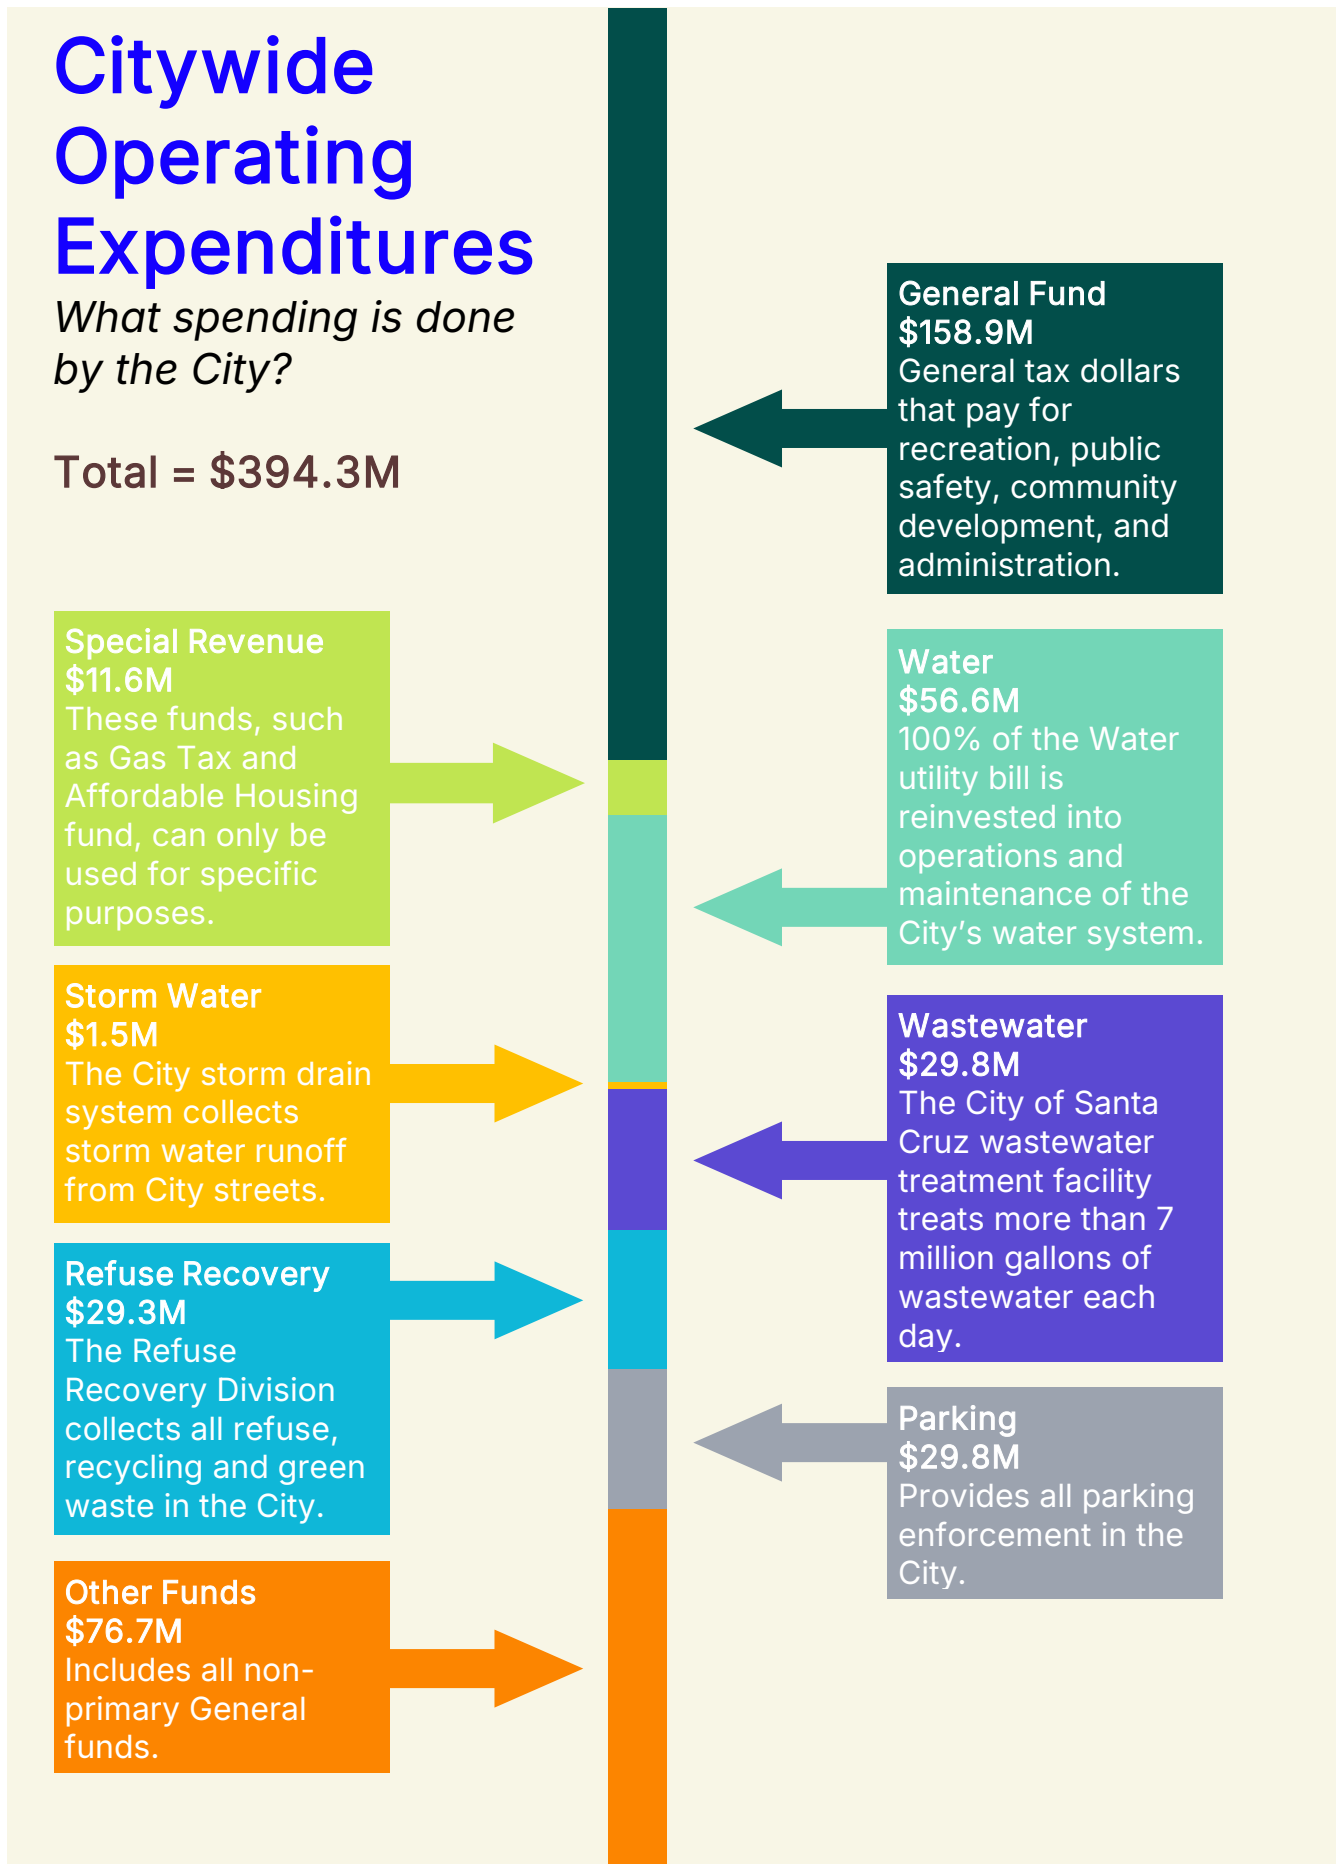 Citywide
Operating
Expenditures
What spending is done
by the City?
Total = $394.3M
General Fund
$158.9M
General tax dollars
that pay for
recreation, public
safety, community
development, and
administration.
Special Revenue
$11.6M
These funds, such
as Gas Tax and
Affordable Housing
fund, can only be
used for specific
purposes.
Water
$56.6M
100% of the Water
utility bill is
reinvested into
operations and
maintenance of the
City’s water system.
Storm Water
$1.5M
The City storm drain
system collects
storm water runoff
from City streets.
Wastewater
$29.8M
The City of Santa
Cruz wastewater
treatment facility
treats more than 7
million gallons of
wastewater each
day.
Refuse Recovery
$29.3M
The Refuse
Recovery Division
collects all refuse,
recycling and green
waste in the City.
Parking
$29.8M
Provides all parking
enforcement in the
City.
Other Funds
$76.7M
Includes all non-
primary General
funds.